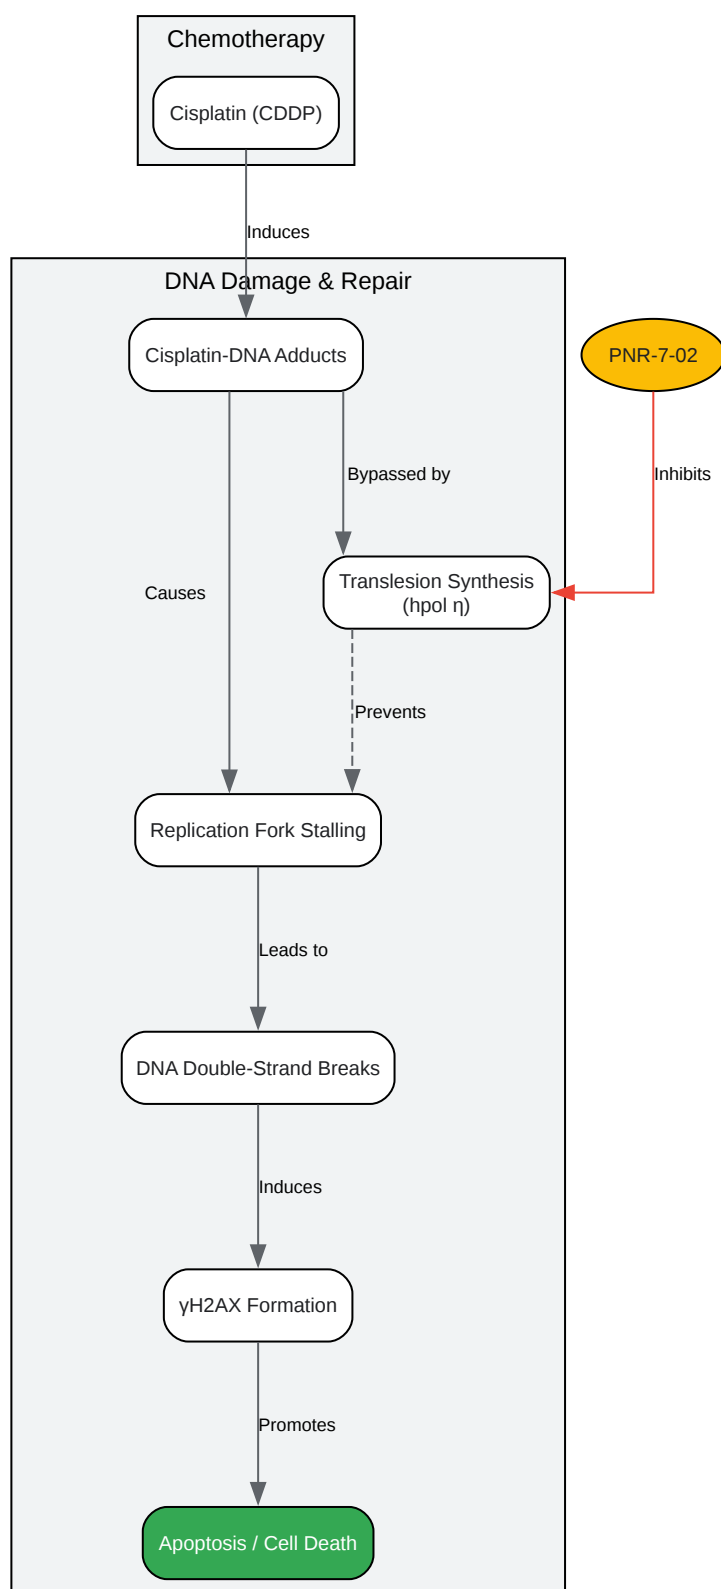 Chemotherapy
Cisplatin (CDDP)
Induces
DNA Damage & Repair
Cisplatin-DNA Adducts
PNR-7-02
Bypassed by
Inhibits
Causes
Translesion Synthesis
(hpol η)
Prevents
Replication Fork Stalling
Leads to
DNA Double-Strand Breaks
Induces
γH2AX Formation
Promotes
Apoptosis / Cell Death